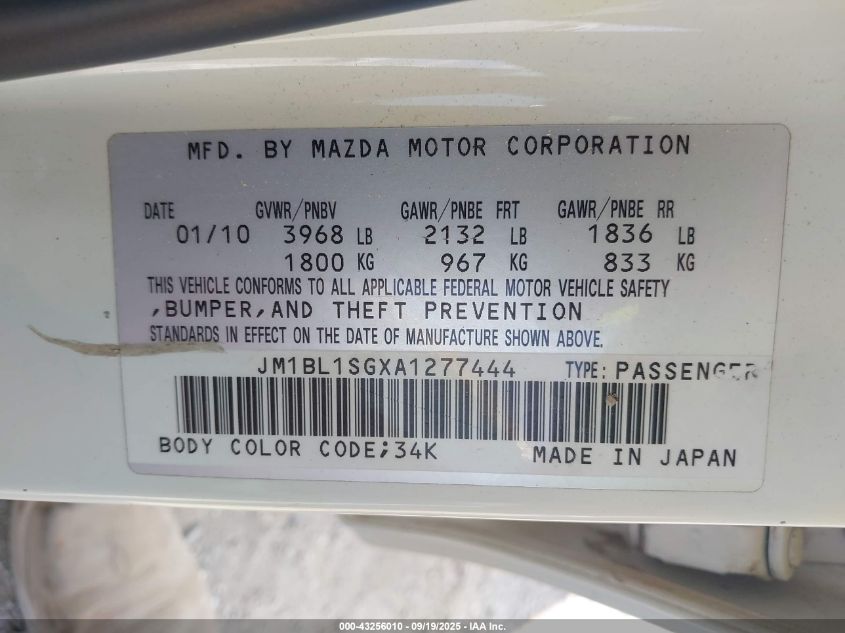 MFD. BY MAZDA MOTOR CORPORATION
DATE GVWR/PNBV GAWR/PNBE FRT GAWR/PNBE RR
01/10 3968 LB 2132 LB 1836 LB
1800 KG 967 KG 833 KG
THIS VEHICLE CONFORMS TO ALL APPLICABLE FEDERAL MOTOR VEHICLE SAFETY
,BUMPER,AND THEFT PREVENTION
STANDARDS IN EFFECT ON THE DATE OF MANUFACTURE SHOWN ABOVE.
JM1BL1SGXA1277444 TYPE: PASSENGER
BODY COLOR CODE;34K MADE IN JAPAN
000-43256010 - 09/19/2025 - IAA Inc.